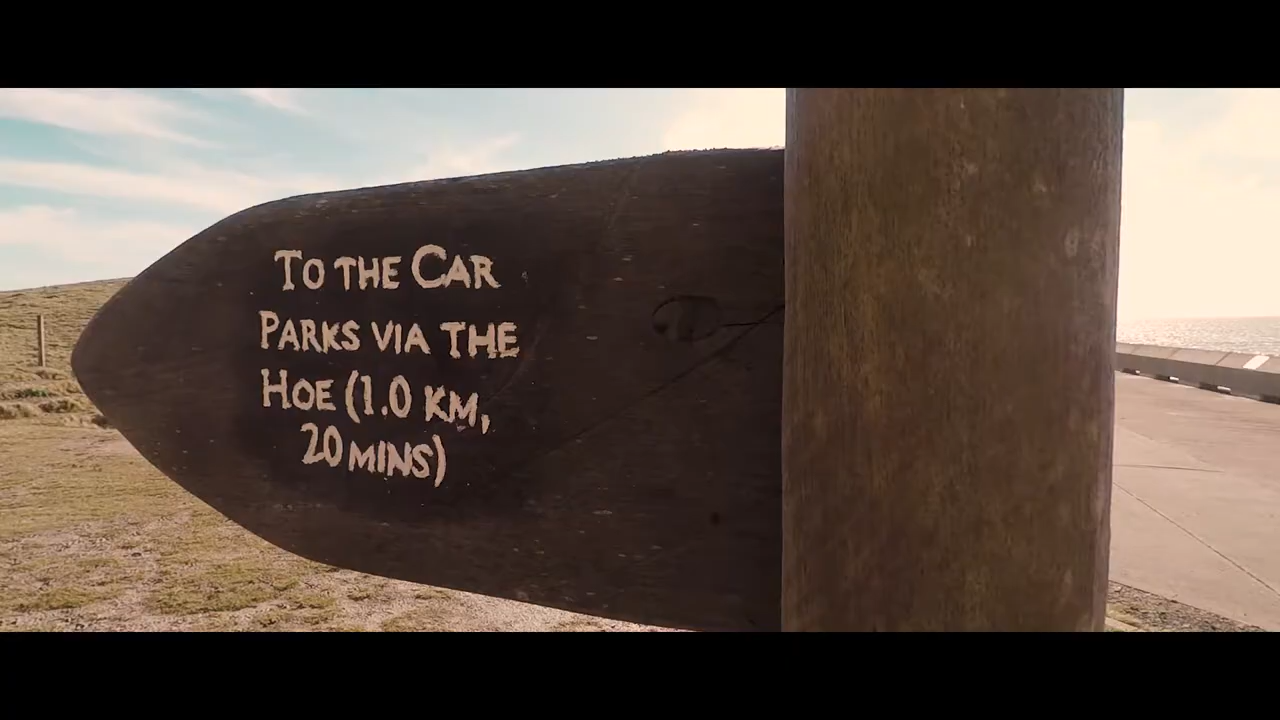 TO THE CAR
PARKS VIA THE
HOE (1.0 KM,
20 MINS)